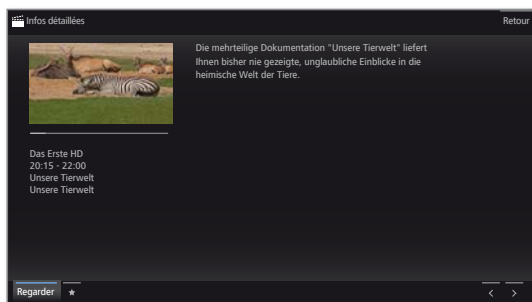 Infos détaillées
Retour
Die mehrteilige Dokumentation "Unsere Tierwelt" liefert
Ihnen bisher nie gezeigte, unglaubliche Einblicke in die
heimische Welt der Tiere.
Das Erste HD
20:15 - 22:00
Unsere Tierwelt
Unsere Tierwelt
Regarder